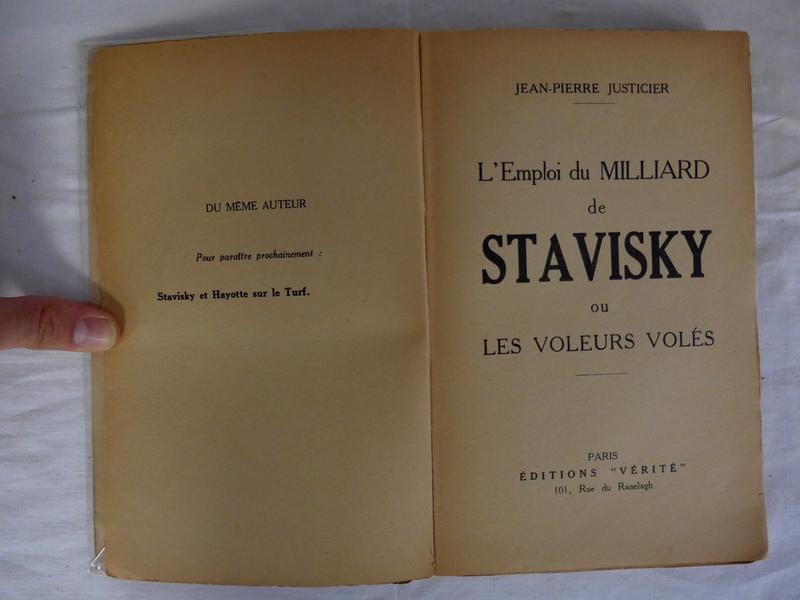 DU MÊME AUTEUR
Pour paraître prochainement :
Stavisky et Hayotte sur le Turf.
JEAN-PIERRE JUSTICIER
L'Emploi du MILLIARD
de
STAVISKY
ou
LES VOLEURS VOLÉS
PARIS
ÉDITIONS "VÉRITÉ"
101, Rue du Ranelagh